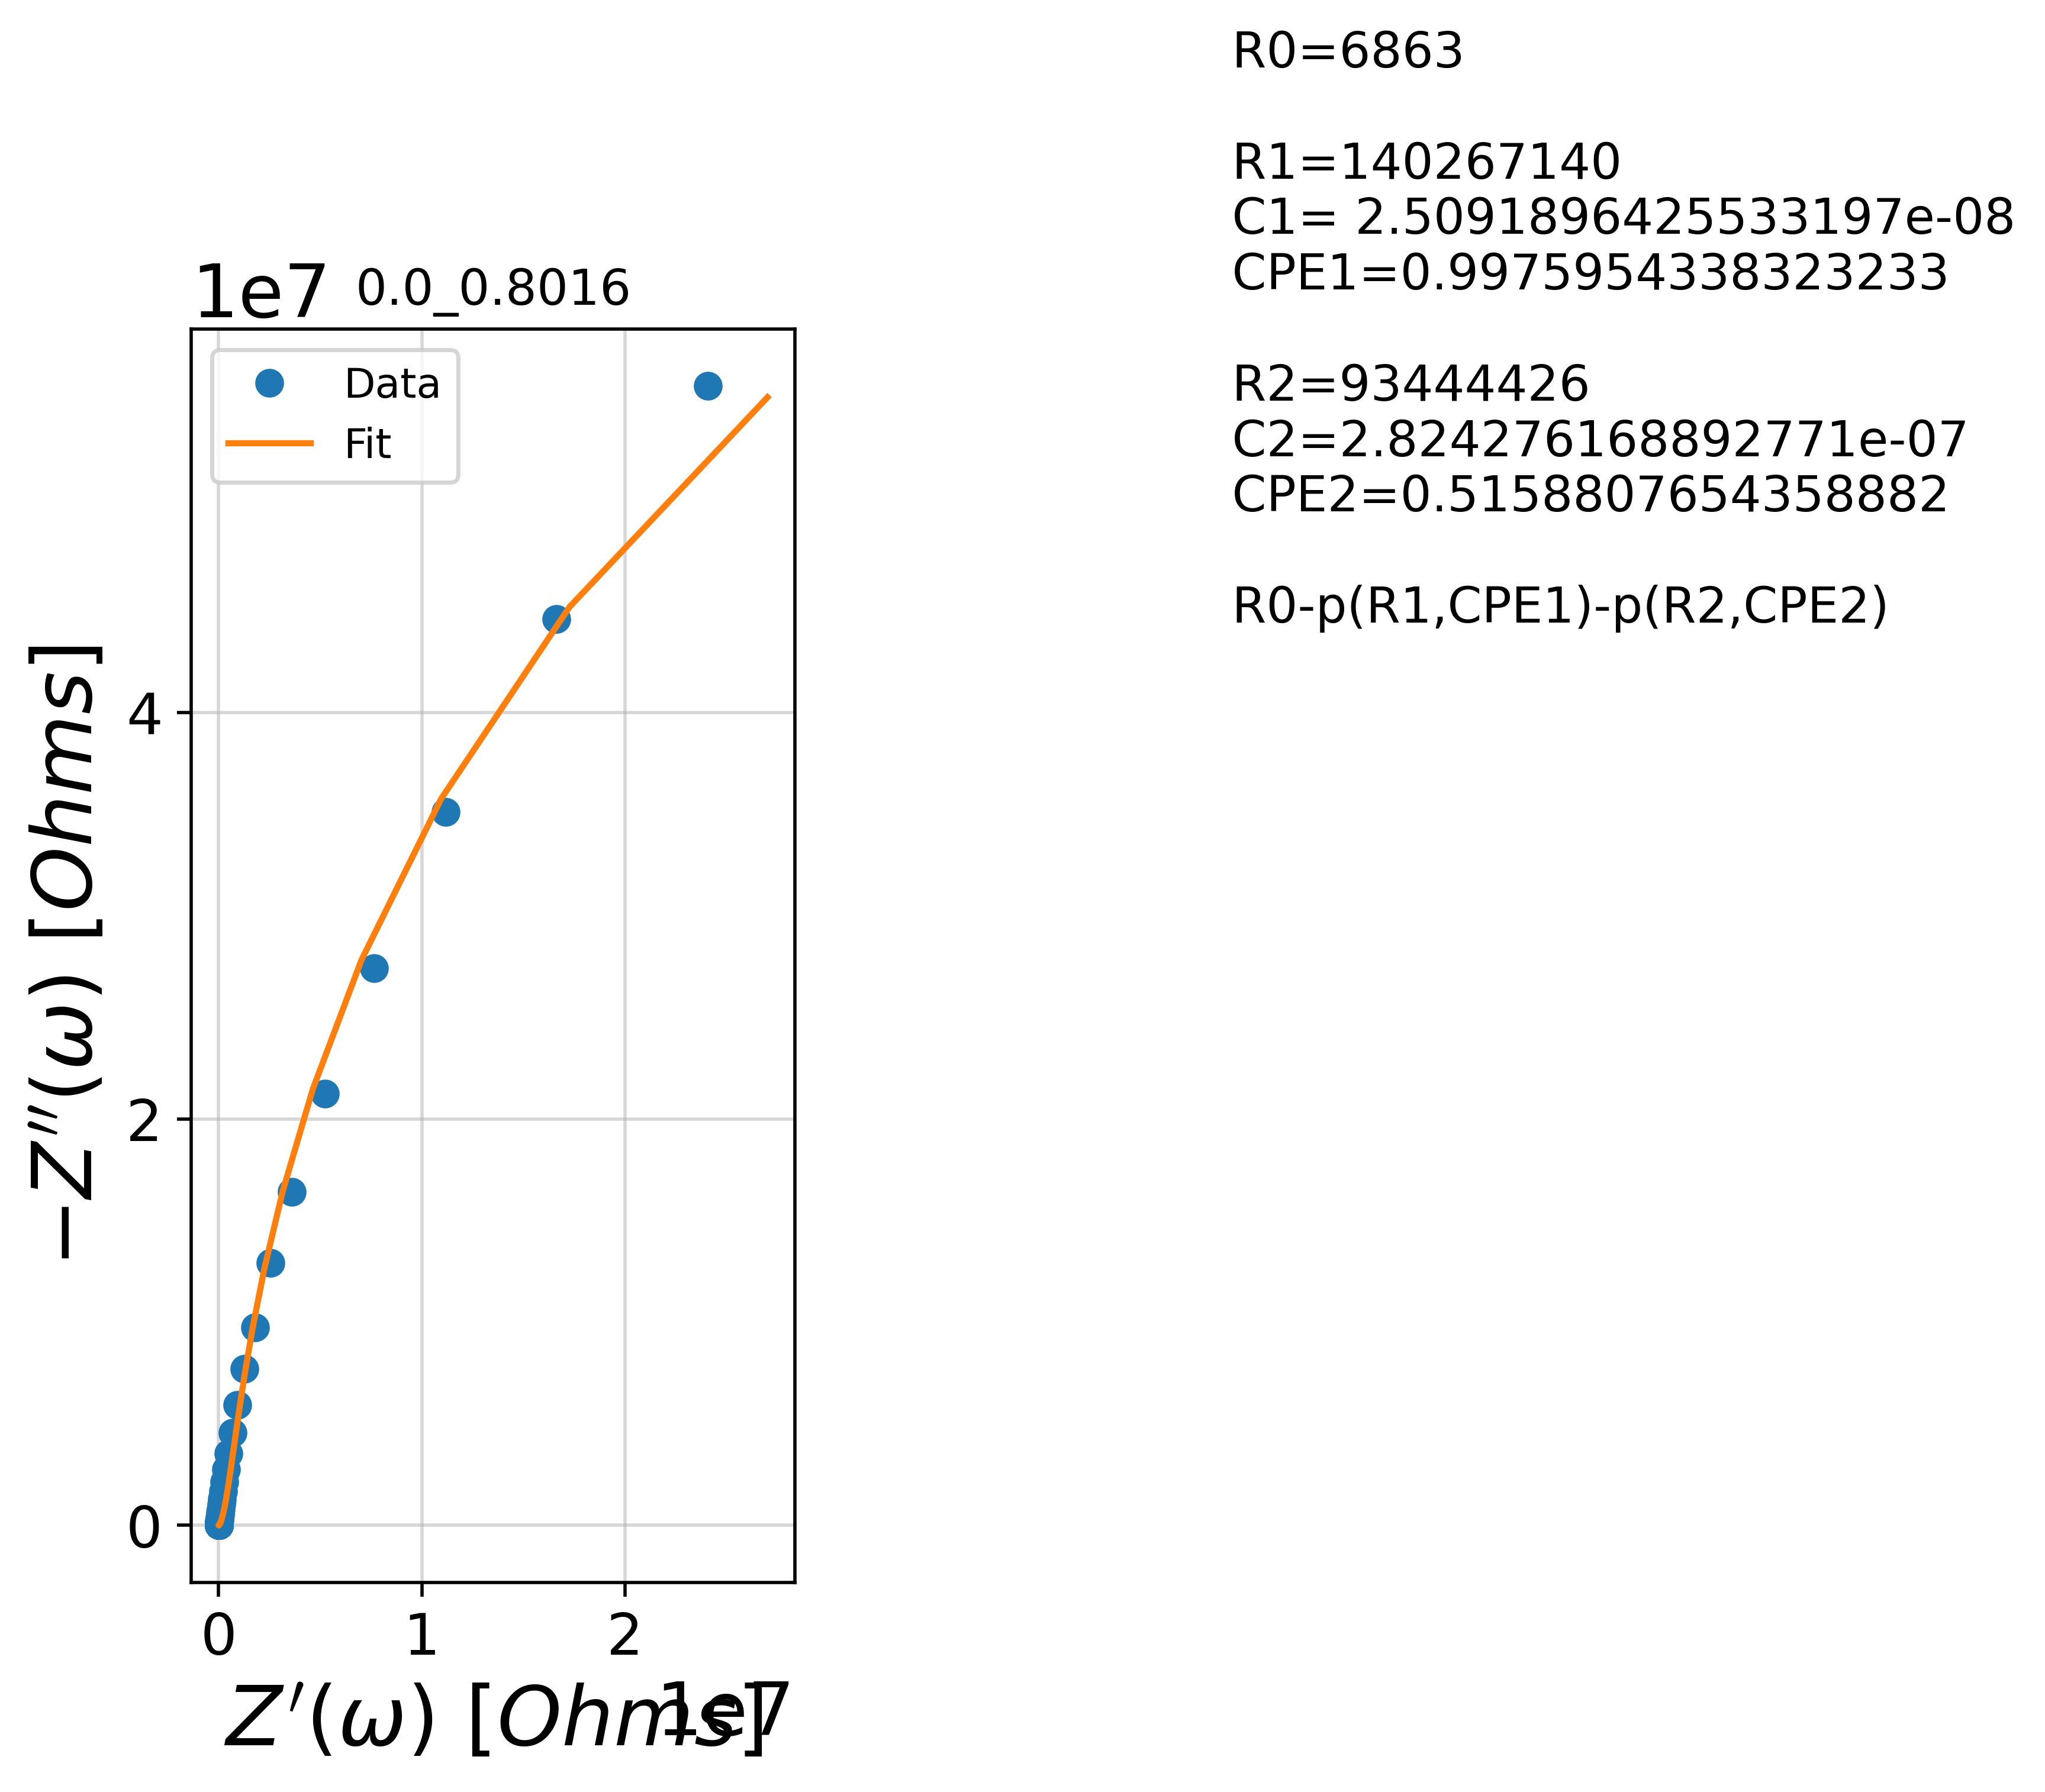 R0=6863
R1=140267140
C1= 2.5091896425533197e-08
CPE1=0.9975954338323233
R2=93444426
C2=2.8242761688927​71e-07
CPE2=0.5158807654358882
R0-p(R1,CPE1)-p(R2,CPE2)
1e7 0.0_0.8016
Data
Fit
−Z′′(ω) [Ohms]
4
2
0
0 1 2
Z′(ω) [Ohms]
1e7